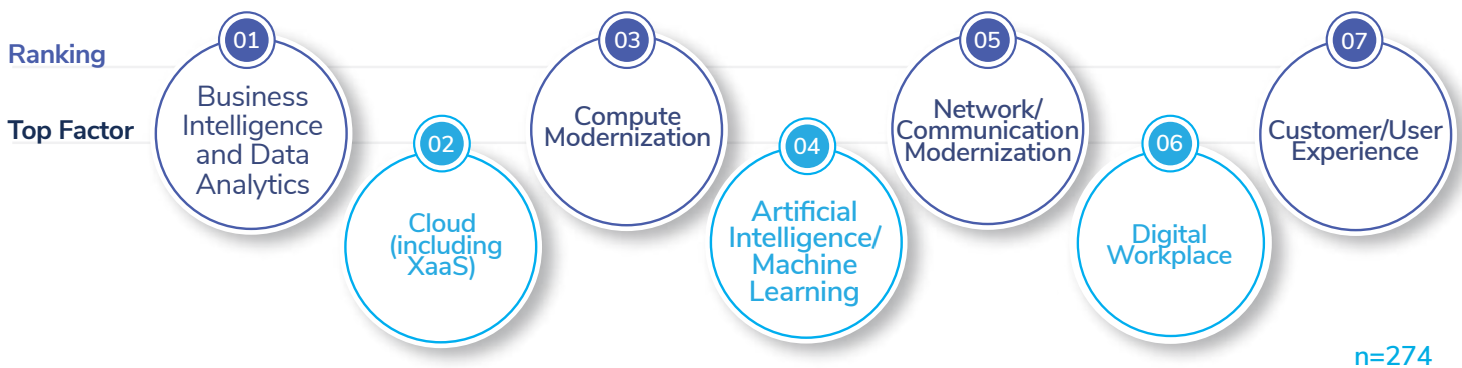 Ranking
Top Factor
01
Business
Intelligence
and Data
Analytics
02
Cloud
(including
XaaS)
03
Compute
Modernization
04
Artificial
Intelligence/
Machine
Learning
05
Network/
Communication
Modernization
06
Digital
Workplace
07
Customer/User
Experience
n=274